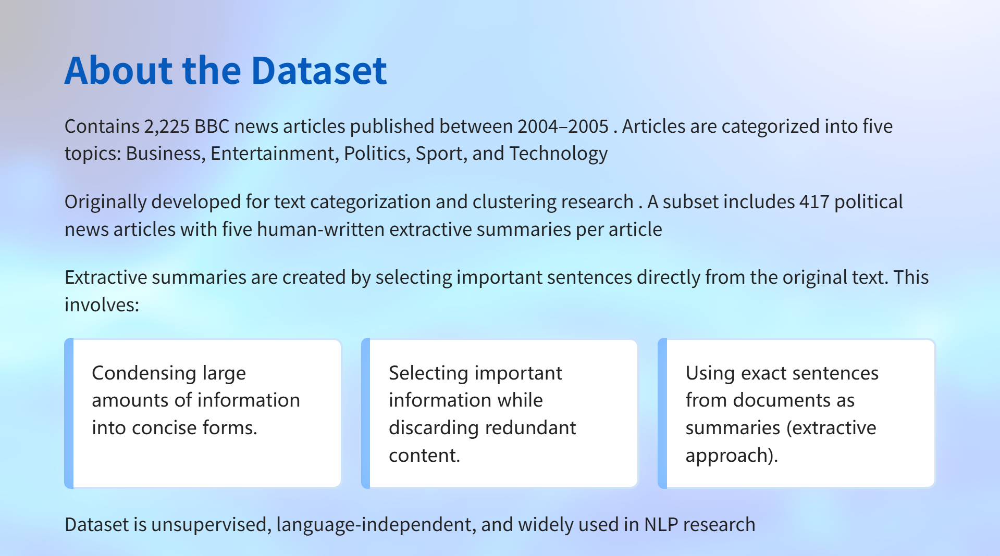 About the Dataset
Contains 2,225 BBC news articles published between 2004–2005 . Articles are categorized into five
topics: Business, Entertainment, Politics, Sport, and Technology
Originally developed for text categorization and clustering research . A subset includes 417 political
news articles with five human-written extractive summaries per article
Extractive summaries are created by selecting important sentences directly from the original text. This
involves:
Condensing large
amounts of information
into concise forms.
Selecting important
information while
discarding redundant
content.
Using exact sentences
from documents as
summaries (extractive
approach).
Dataset is unsupervised, language-independent, and widely used in NLP research